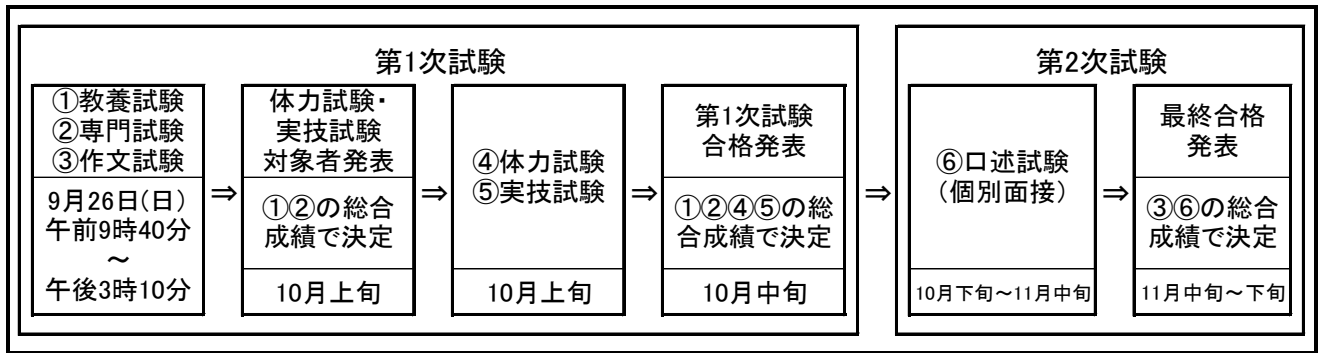 第1次試験
①教養試験
②専門試験
③作文試験
9月26日(日)
午前9時40分
～
午後3時10分
⇒
体力試験・
実技試験
対象者発表
①②の総合
成績で決定
10月上旬
⇒
④体力試験
⑤実技試験
10月上旬
⇒
第1次試験
合格発表
①②④⑤の総
合成績で決定
10月中旬
⇒
第2次試験
⑥口述試験
（個別面接）
10月下旬～11月中旬
⇒
最終合格
発表
③⑥の総合
成績で決定
11月中旬～下旬